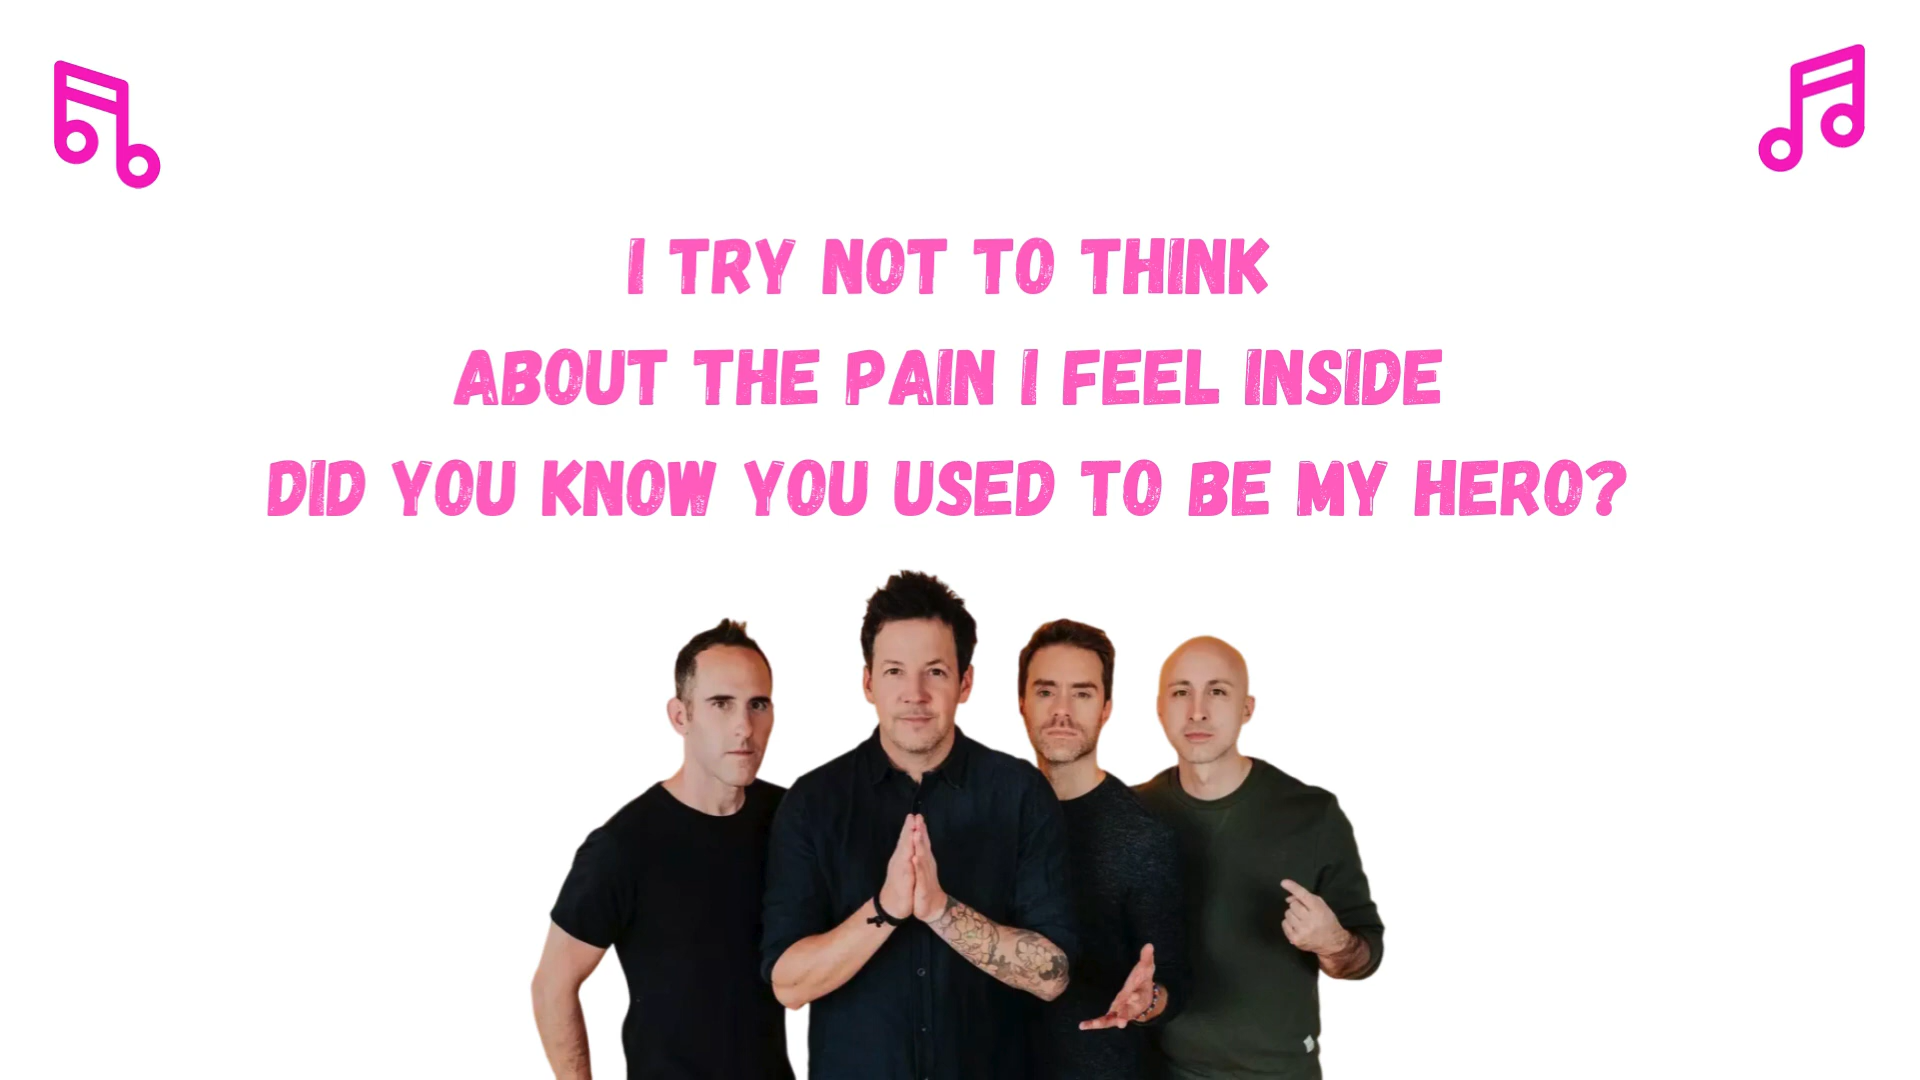 I TRY NOT TO THINK
ABOUT THE PAIN I FEEL INSIDE
DID YOU KNOW YOU USED TO BE MY HERO?